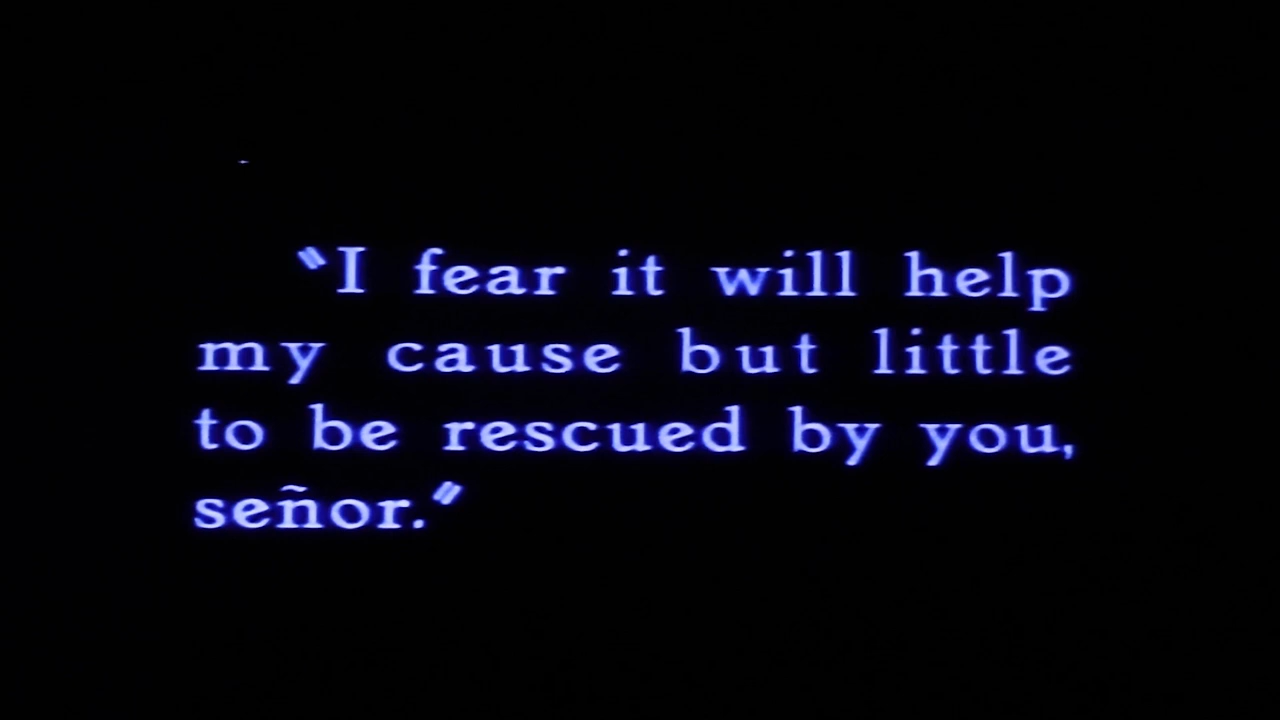 "I fear it will help
my cause but little
to be rescued by you,
señor."